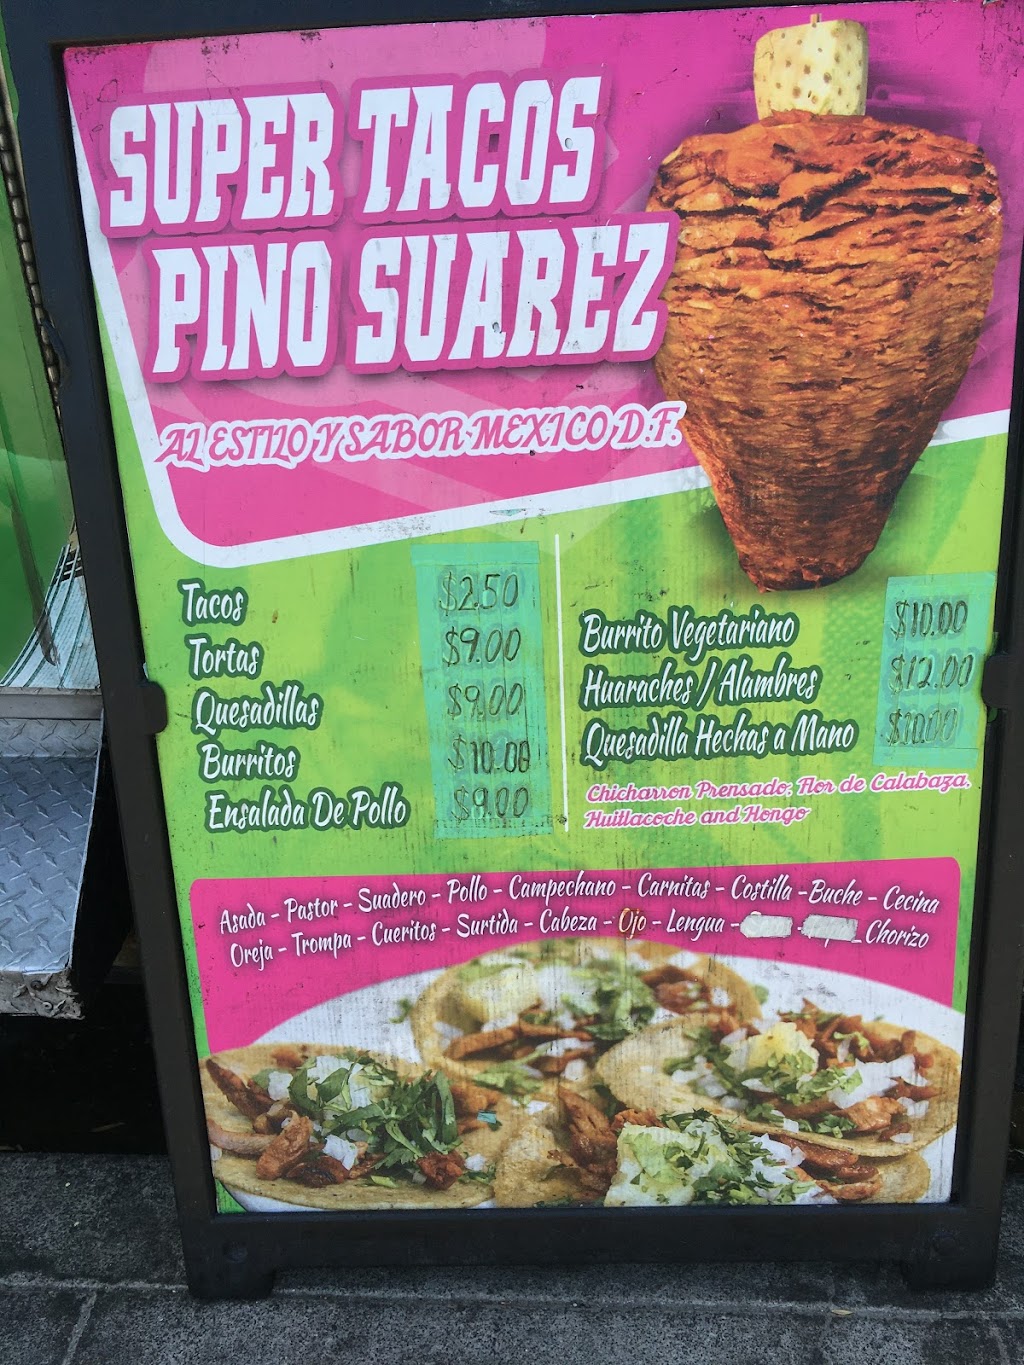 SUPER TACOS
PINO SUAREZ
AL ESTILO Y SABOR MEXICO D.F.
Tacos $2.50
Tortas $9.00
Quesadillas $9.00
Burritos $10.00
Ensalada De Pollo $9.00
Burrito Vegetariano $10.00
Huaraches / Alambres $12.00
Quesadilla Hechas a Mano $10.00
Chicharron Prensado, Flor de Calabaza,
Huitlacoche and Hongo
Asada - Pastor - Suadero - Pollo - Campechano - Carnitas - Costilla - Buche - Cecina
Oreja - Trompa - Cueritos - Surtida - Cabeza - Ojo - Lengua - - Chorizo